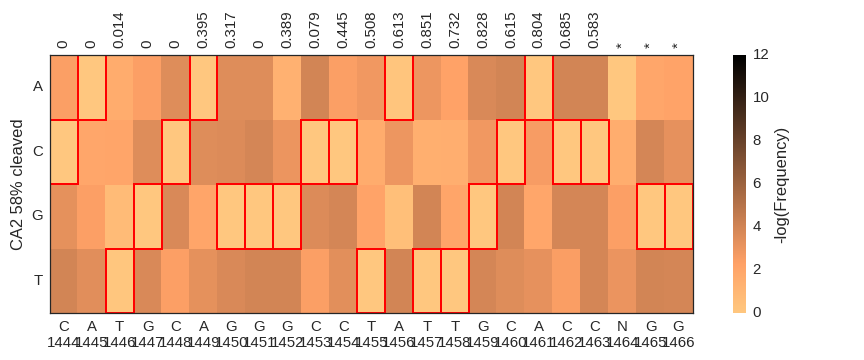 0 0 0.014 0 0 0.395 0.317 0 0.389 0.079 0.445 0.508 0.613 0.851 0.732 0.828 0.615 0.804 0.685 0.583 * * *
CA2 58% cleaved
A
C
G
T
C A T G C A G G G C C T A T T G C A C C N G G
1444 1445 1446 1447 1448 1449 1450 1451 1452 1453 1454 1455 1456 1457 1458 1459 1460 1461 1462 1463 1464 1465 1466
12
10
8
6
4
2
0
-log(Frequency)